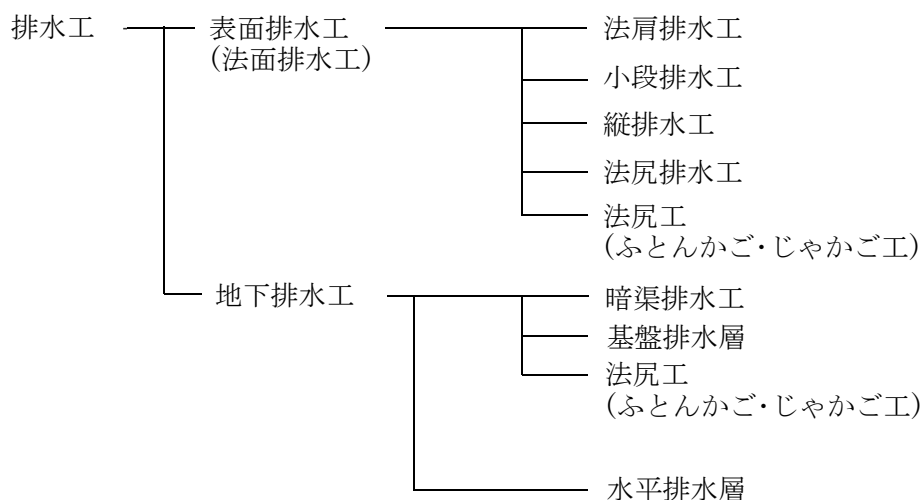 排水工
表面排水工
(法面排水工)
法肩排水工
小段排水工
縦排水工
法尻排水工
法尻工
(ふとんかご･じゃかご工)
地下排水工
暗渠排水工
基盤排水層
法尻工
(ふとんかご･じゃかご工)
水平排水層